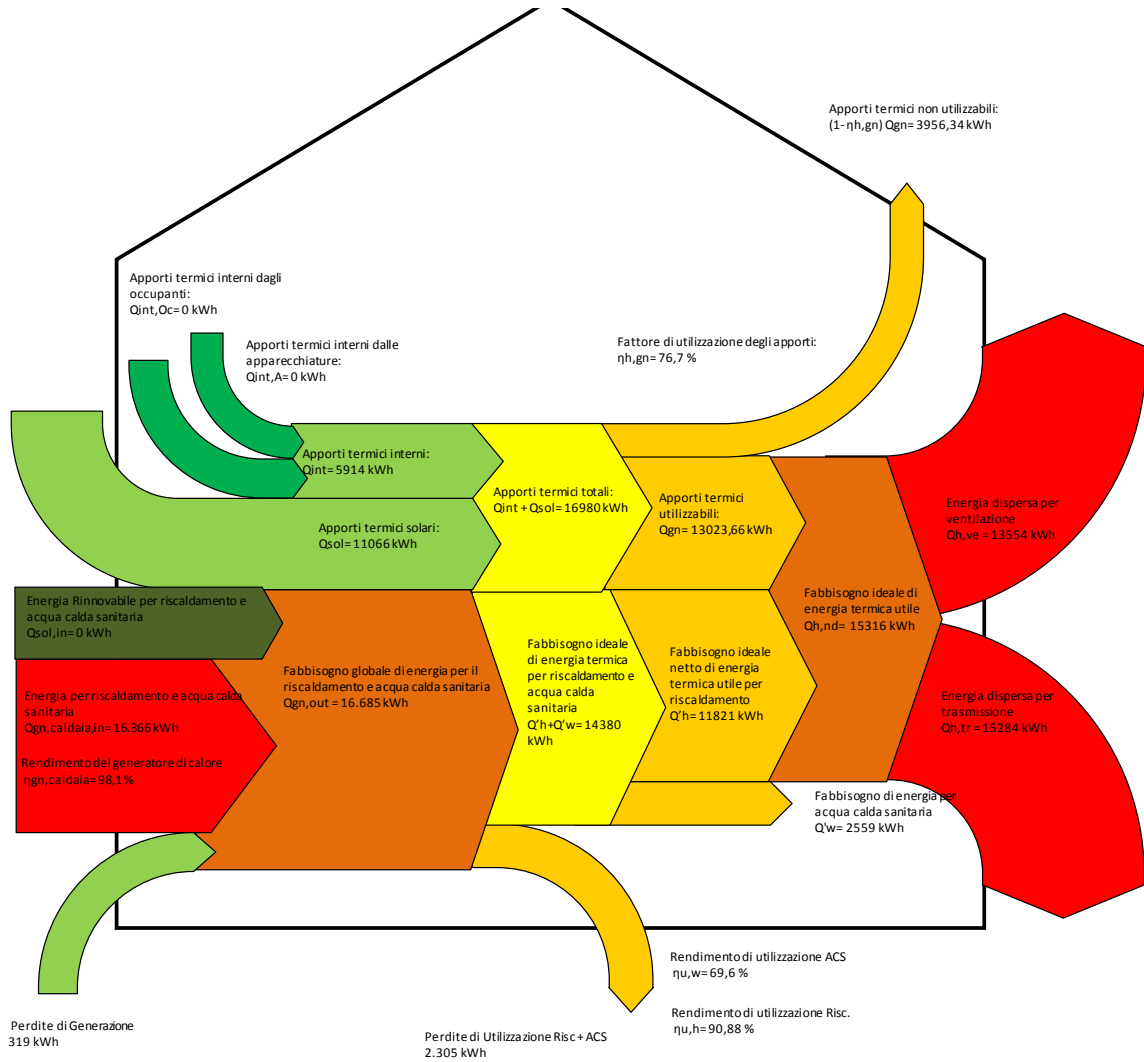 Apporti termici non utilizzabili:
(1- ηh,gn) Qgn= 3956,34 kWh
Apporti termici interni dagli
occupanti:
Qint,Oc= 0 kWh
Apporti termici interni dalle
apparecchiature:
Qint,A= 0 kWh
Fattore di utilizzazione degli apporti:
ηh,gn= 76,7 %
Apporti termici interni:
Qint= 5914 kWh
Apporti termici solari:
Qsol= 11066 kWh
Apporti termici totali:
Qint + Qsol= 16980 kWh
Apporti termici
utilizzabili:
Qgn= 13023,66 kWh
Energia dispersa per
ventilazione
Qh,ve = 13554 kWh
Energia Rinnovabile per riscaldamento e
acqua calda sanitaria
Qsol,in= 0 kWh
Energia per riscaldamento e acqua calda
sanitaria
Qgn,caldaia,in= 16.366 kWh
Rendimento del generatore di calore
ηgn,caldaia= 98,1 %
Fabbisogno globale di energia per il
riscaldamento e acqua calda sanitaria
Qgn,out = 16.685 kWh
Fabbisogno ideale
di energia termica
per riscaldamento e
acqua calda
sanitaria
Q'h+Q'w= 14380
kWh
Fabbisogno ideale
netto di energia
termica utile per
riscaldamento
Q'h= 11821 kWh
Fabbisogno ideale di
energia termica utile
Qh,nd= 15316 kWh
Energia dispersa per
trasmissione
Qh,tr = 15284 kWh
Fabbisogno di energia per
acqua calda sanitaria
Q'w= 2559 kWh
Perdite di Generazione
319 kWh
Perdite di Utilizzazione Risc + ACS
2.305 kWh
Rendimento di utilizzazione ACS
ηu,w= 69,6 %
Rendimento di utilizzazione Risc.
ηu,h= 90,88 %